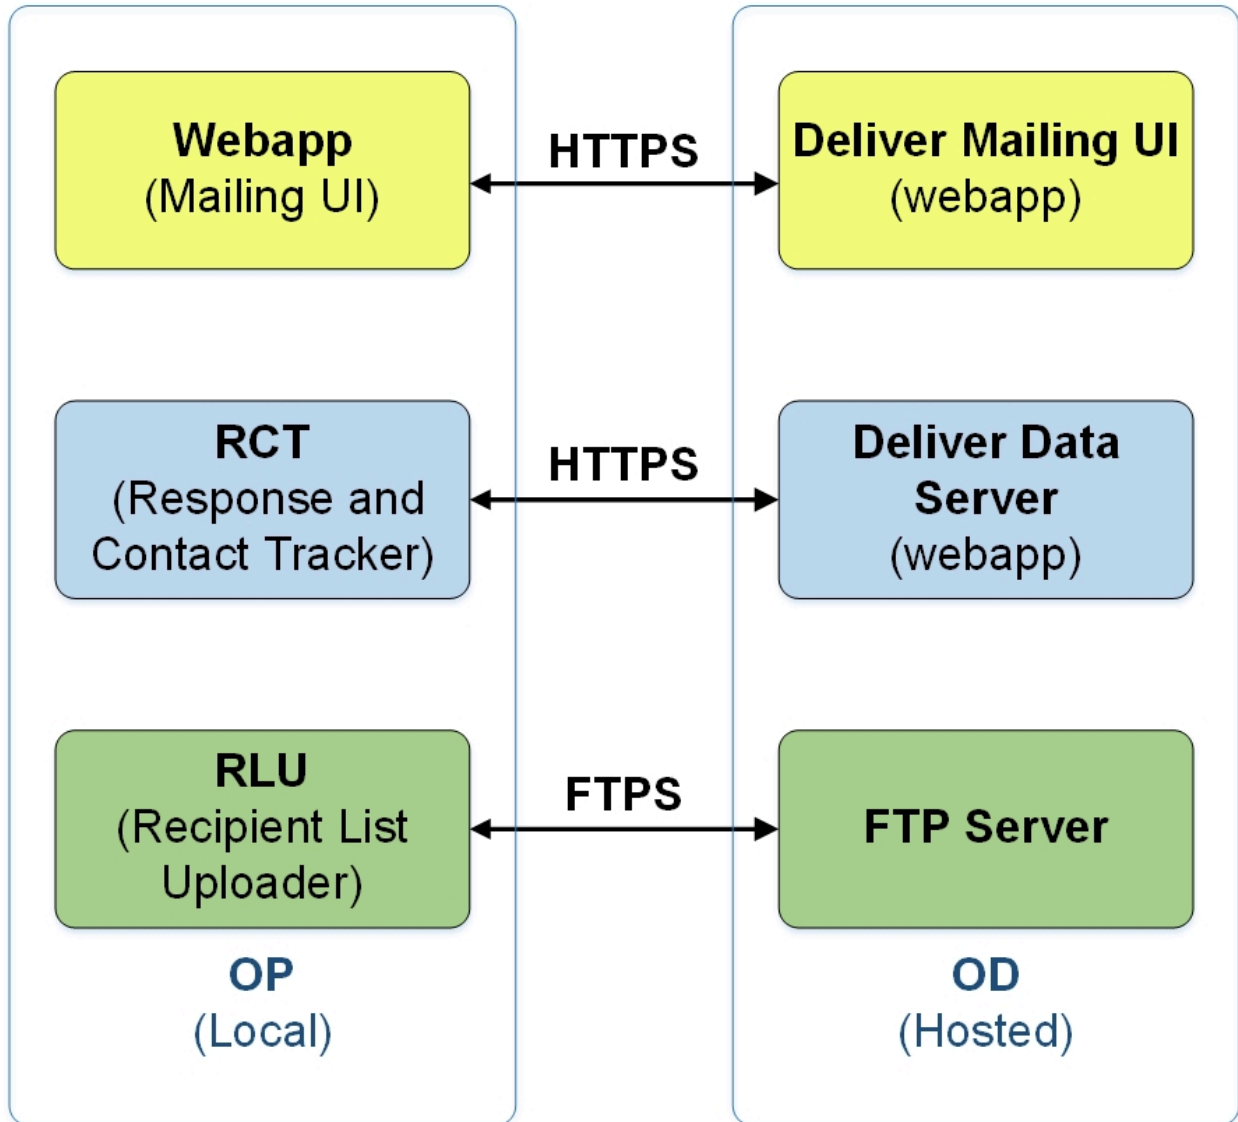 Webapp
(Mailing UI)
HTTPS
Deliver Mailing UI
(webapp)
RCT
(Response and
Contact Tracker)
HTTPS
Deliver Data
Server
(webapp)
RLU
(Recipient List
Uploader)
FTPS
FTP Server
OP
(Local)
OD
(Hosted)